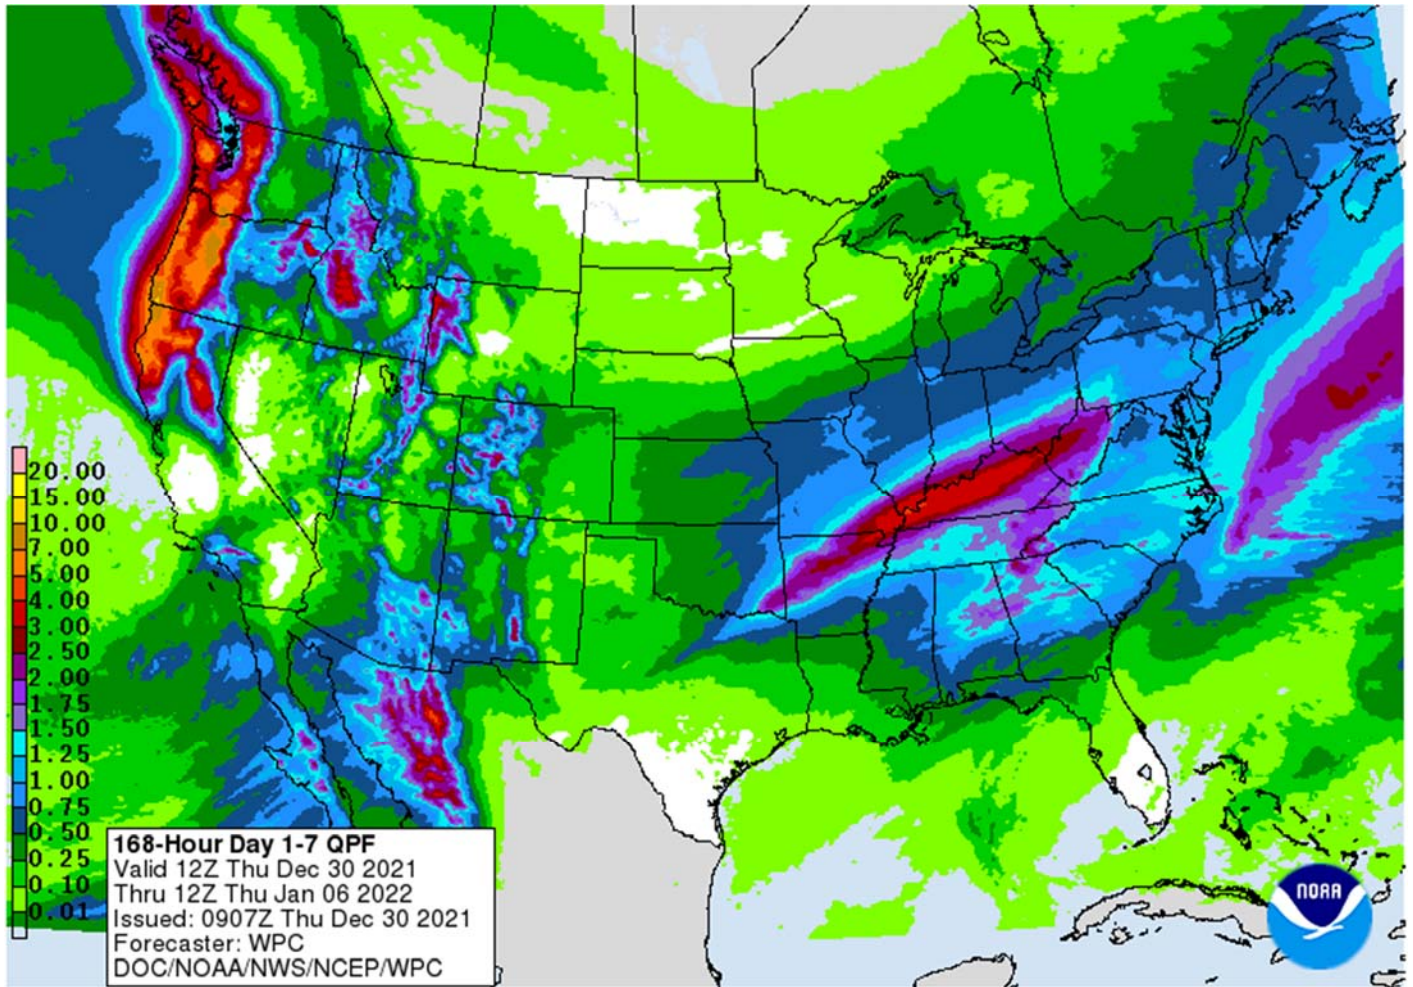 20.00
15.00
10.00
7.00
5.00
4.00
3.00
2.50
2.00
1.75
1.50
1.25
1.00
0.75
0.50
0.25
0.10
0.01
168-Hour Day 1-7 QPF
Valid 12Z Thu Dec 30 2021
Thru 12Z Thu Jan 06 2022
Issued: 0907Z Thu Dec 30 2021
Forecaster: WPC
DOC/NOAA/NWS/NCEP/WPC
NOAA